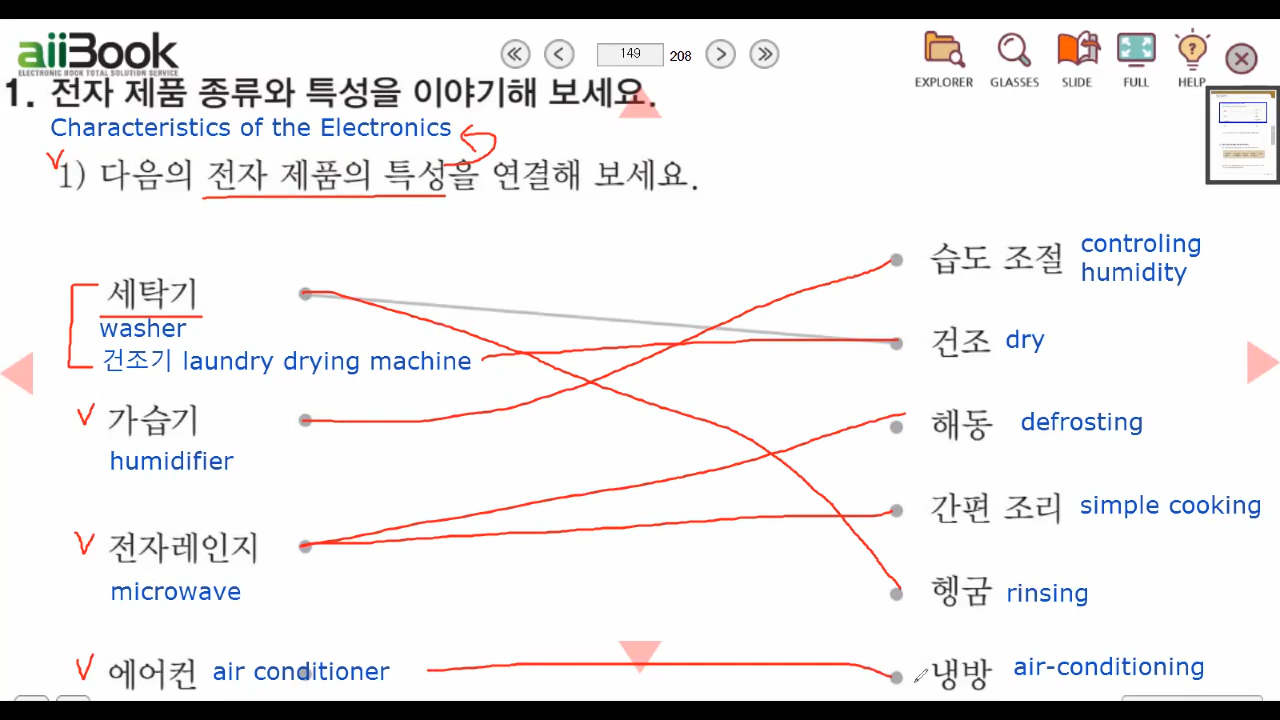 aiiBook
ELECTRONIC BOOK TOTAL SOLUTION SERVICE
149 208
EXPLORER GLASSES SLIDE FULL HELP
1. 전자 제품 종류와 특성을 이야기해 보세요.
Characteristics of the Electronics
1) 다음의 전자 제품의 특성을 연결해 보세요.
세탁기
washer
건조기 laundry drying machine
가습기
humidifier
전자레인지
microwave
에어컨 air conditioner
습도 조절 controling
humidity
건조 dry
해동 defrosting
간편 조리 simple cooking
헹굼 rinsing
냉방 air-conditioning